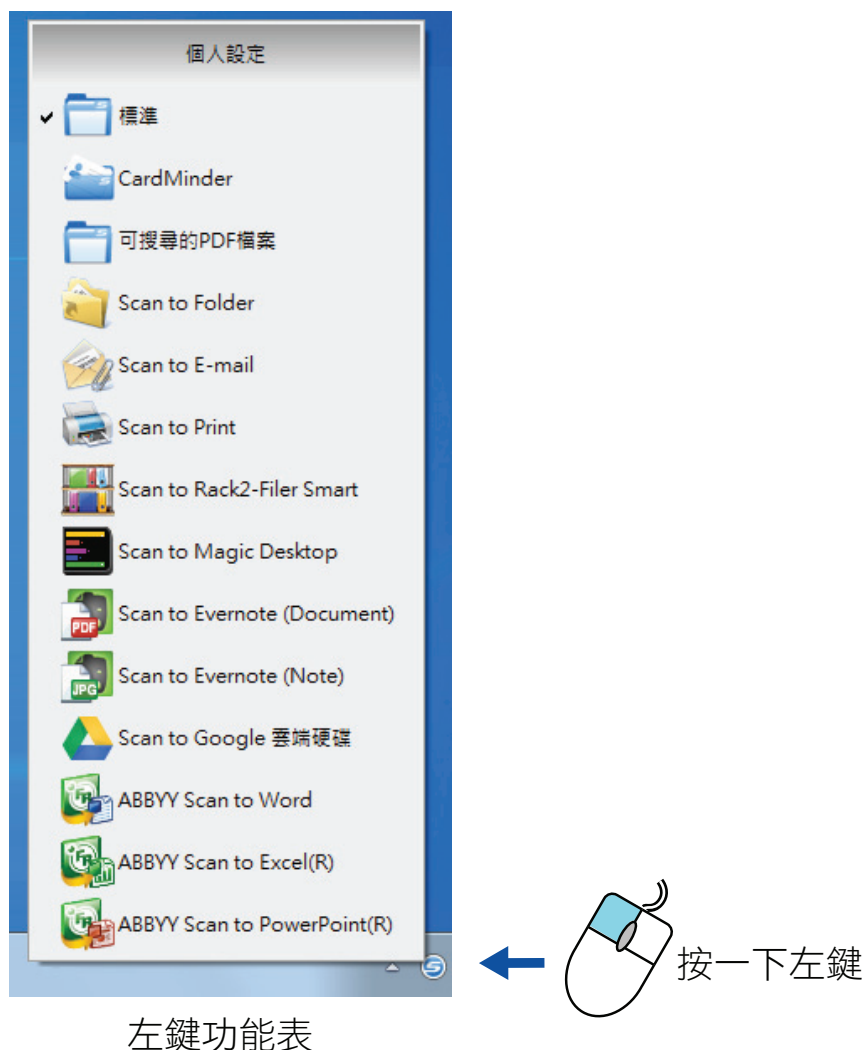 個人設定
標準
CardMinder
可搜尋的PDF檔案
Scan to Folder
Scan to E-mail
Scan to Print
Scan to Rack2-Filer Smart
Scan to Magic Desktop
PDF
Scan to Evernote (Document)
JPG
Scan to Evernote (Note)
Scan to Google 雲端硬碟
ABBYY Scan to Word
ABBYY Scan to Excel(R)
ABBYY Scan to PowerPoint(R)
按一下左鍵
左鍵功能表